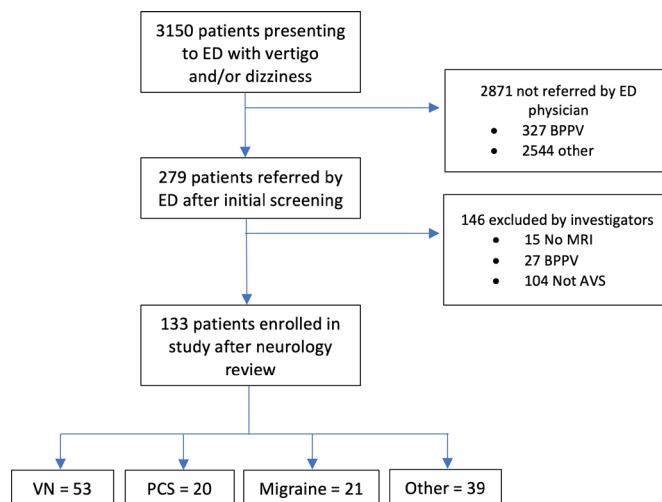 3150 patients presenting
to ED with vertigo
and/or dizziness
2871 not referred by ED
physician
• 327 BPPV
• 2544 other
279 patients referred by
ED after initial screening
146 excluded by investigators
• 15 No MRI
• 27 BPPV
• 104 Not AVS
133 patients enrolled in
study after neurology
review
VN = 53
PCS = 20
Migraine = 21
Other = 39